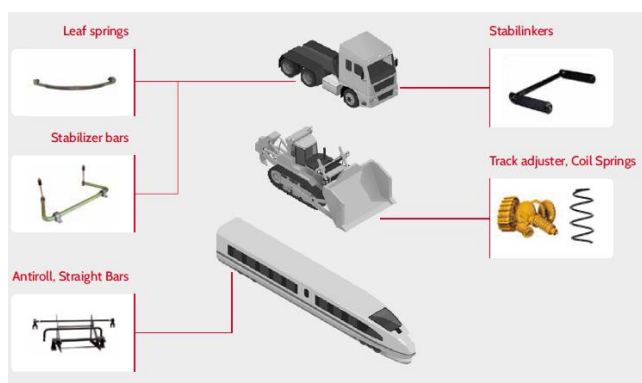 Leaf springs
Stabilinkers
Stabilizer bars
Track adjuster, Coil Springs
Antiroll, Straight Bars